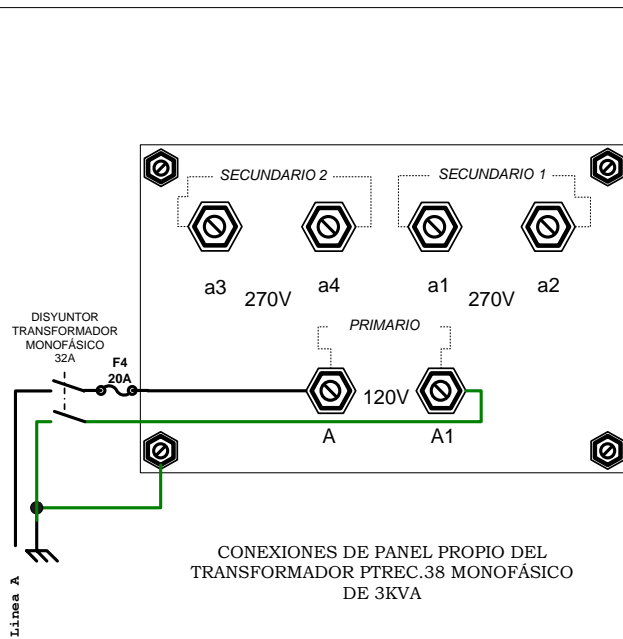 SECUNDARIO 2
SECUNDARIO 1
a3
270V
a4
a1
270V
a2
DISYUNTOR
TRANSFORMADOR
MONOFÁSICO
32A
F4
20A
PRIMARIO
120V
A
A1
CONEXIONES DE PANEL PROPIO DEL
TRANSFORMADOR PTREC.38 MONOFÁSICO
DE 3KVA
Linea A